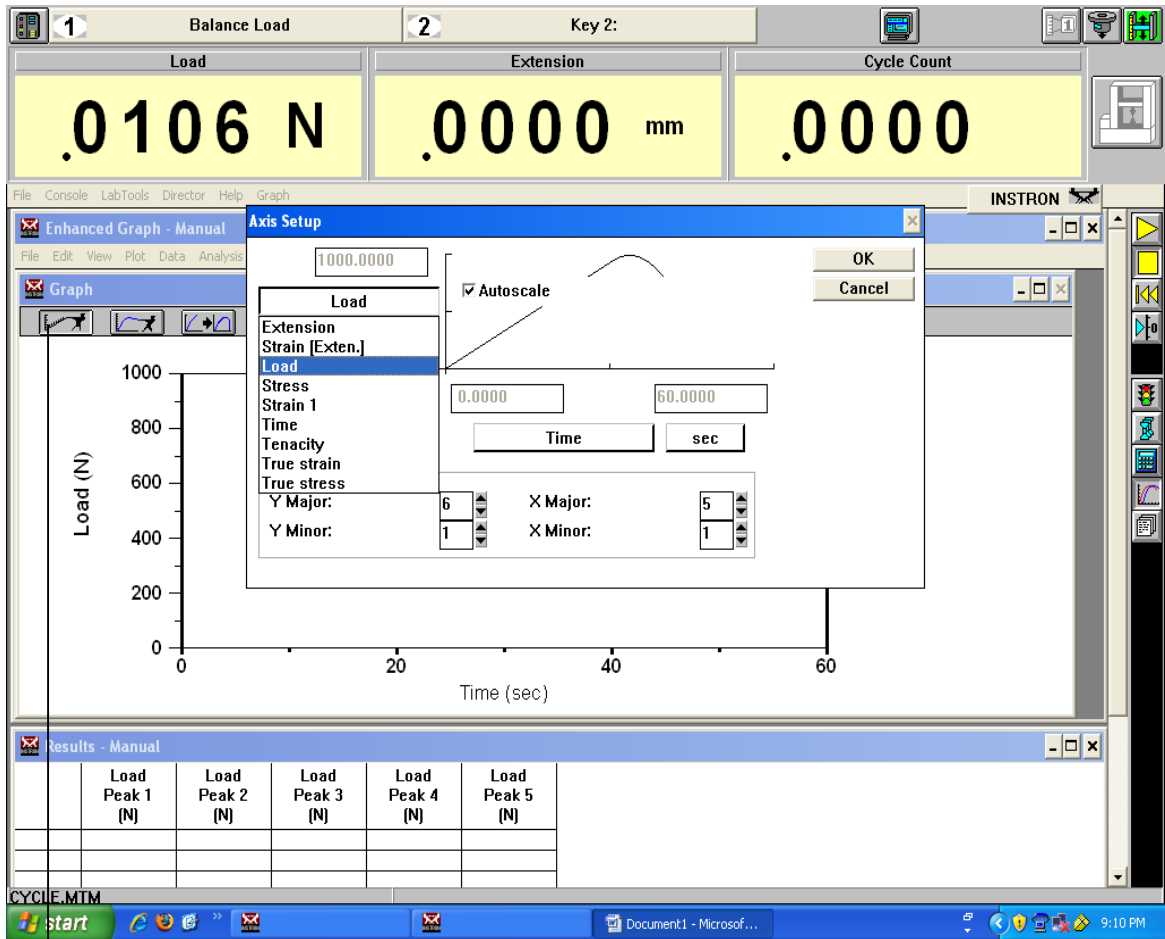 1 Balance Load 2 Key 2: 1
Load Extension Cycle Count
.0106 N .0000 mm .0000
File Console LabTools Director Help Graph
INSTRON
Enhanced Graph - Manual
File Edit View Plot Data Analysis
Graph
Axis Setup
1000.0000
OK
Cancel
Load
Autoscale
Extension
Strain [Exten.]
Load
Stress
Strain 1
Time
Tenacity
True strain
True stress
0.0000 60.0000
Time sec
Y Major: 6 X Major: 5
Y Minor: 1 X Minor: 1
Load (N)
1000
800
600
400
200
0
0 20 40 60
Time (sec)
Results - Manual
Load Peak 1 (N)
Load Peak 2 (N)
Load Peak 3 (N)
Load Peak 4 (N)
Load Peak 5 (N)
CYCLE.MTM
start » Document1 - Microsof... 9:10 PM